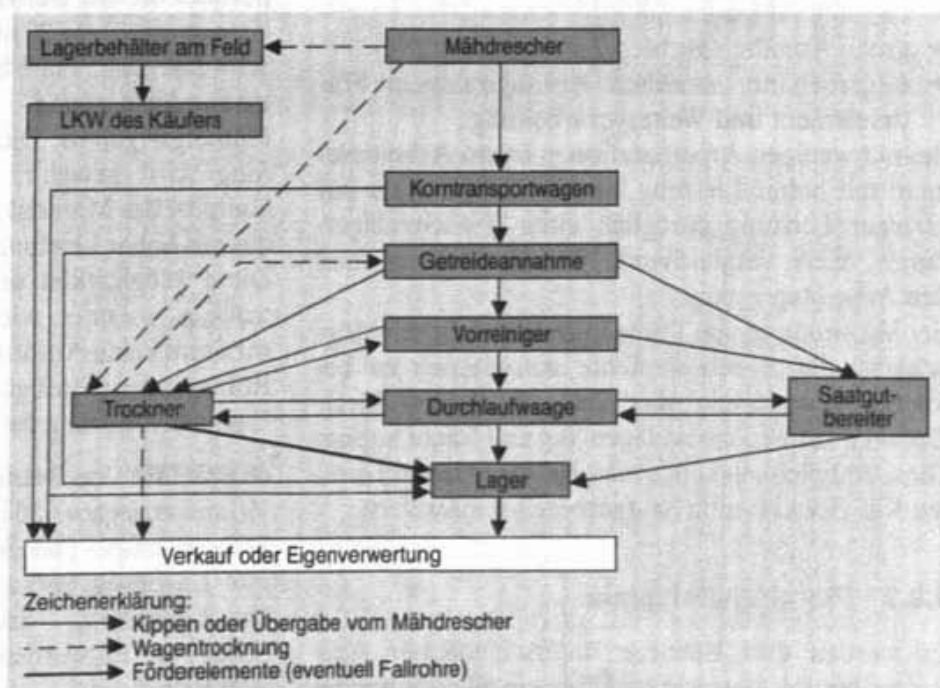 Lagerbehälter am Feld
Mähdrescher
LKW des Käufers
Korntransportwagen
Getreideannahme
Vorreiniger
Trockner
Durchlaufwaage
Saatgut-
bereiter
Lager
Verkauf oder Eigenverwertung
Zeichenerklärung:
Kippen oder Übergabe vom Mähdrescher
Wagentrocknung
Förderelemente (eventuell Fallrohre)